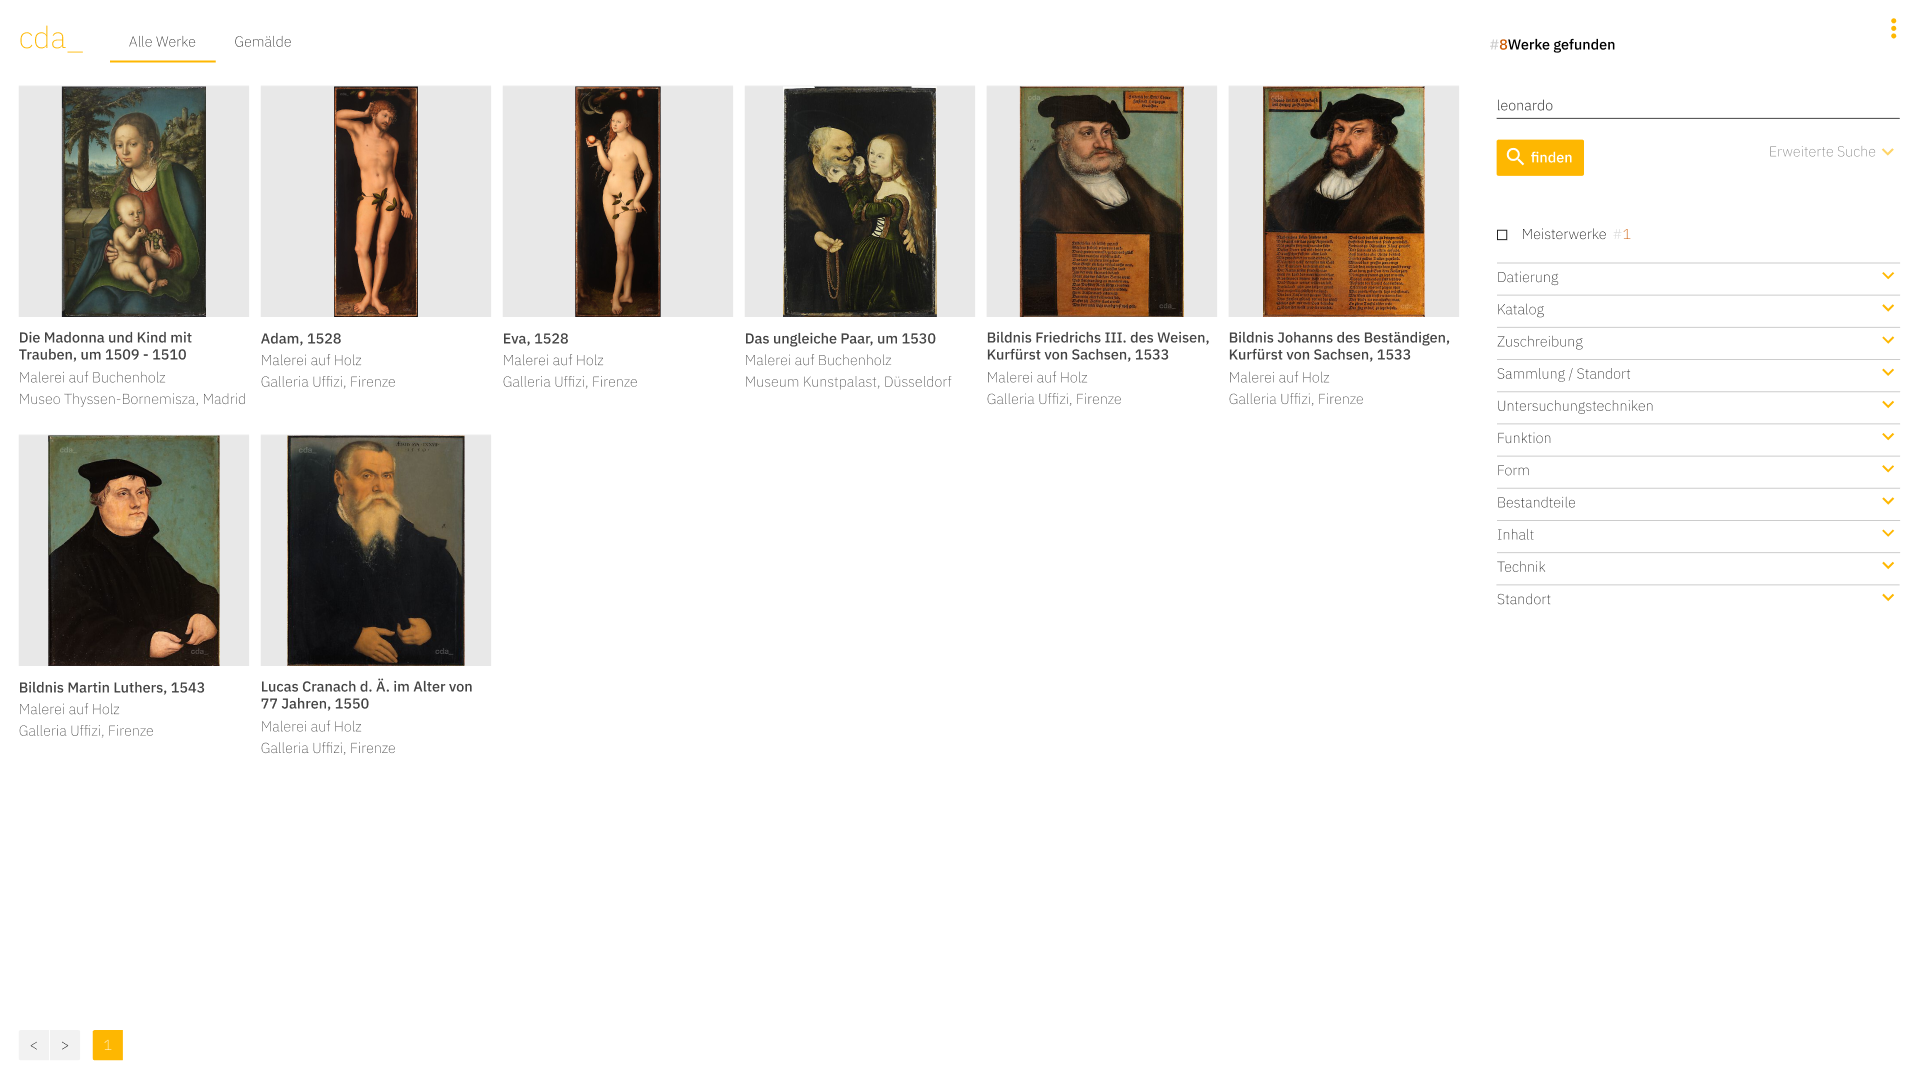 cda_
Alle Werke
Gemälde
#8Werke gefunden
leonardo
finden
Erweiterte Suche
Meisterwerke #1
Datierung
Katalog
Zuschreibung
Sammlung / Standort
Untersuchungstechniken
Funktion
Form
Bestandteile
Inhalt
Technik
Standort
Die Madonna und Kind mit
Trauben, um 1509 - 1510
Malerei auf Buchenholz
Museo Thyssen-Bornemisza, Madrid
Adam, 1528
Malerei auf Holz
Galleria Uffizi, Firenze
Eva, 1528
Malerei auf Holz
Galleria Uffizi, Firenze
Das ungleiche Paar, um 1530
Malerei auf Buchenholz
Museum Kunstpalast, Düsseldorf
Bildnis Friedrichs III. des Weisen,
Kurfürst von Sachsen, 1533
Malerei auf Holz
Galleria Uffizi, Firenze
Bildnis Johanns des Beständigen,
Kurfürst von Sachsen, 1533
Malerei auf Holz
Galleria Uffizi, Firenze
cda_
cda_
Bildnis Martin Luthers, 1543
Malerei auf Holz
Galleria Uffizi, Firenze
cda_
cda_
Lucas Cranach d. Ä. im Alter von
77 Jahren, 1550
Malerei auf Holz
Galleria Uffizi, Firenze
<
>
1